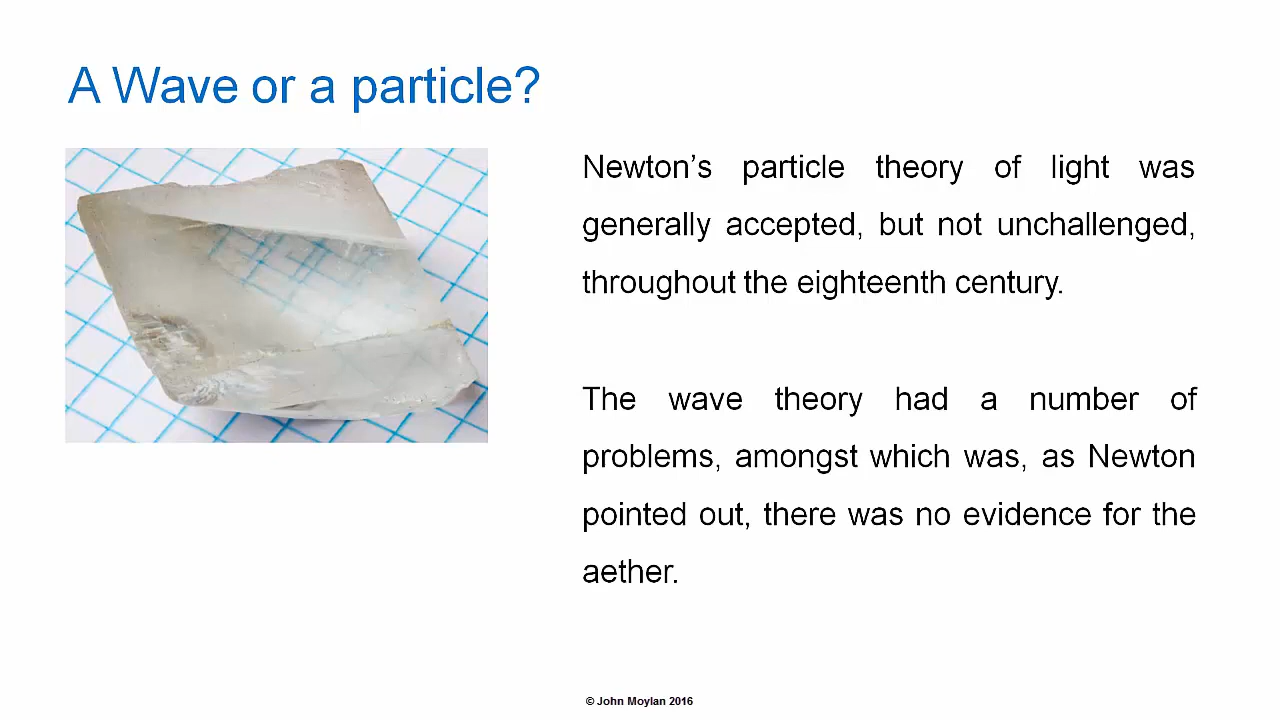 A Wave or a particle?
Newton’s particle theory of light was
generally accepted, but not unchallenged,
throughout the eighteenth century.
The wave theory had a number of
problems, amongst which was, as Newton
pointed out, there was no evidence for the
aether.
© John Moylan 2016